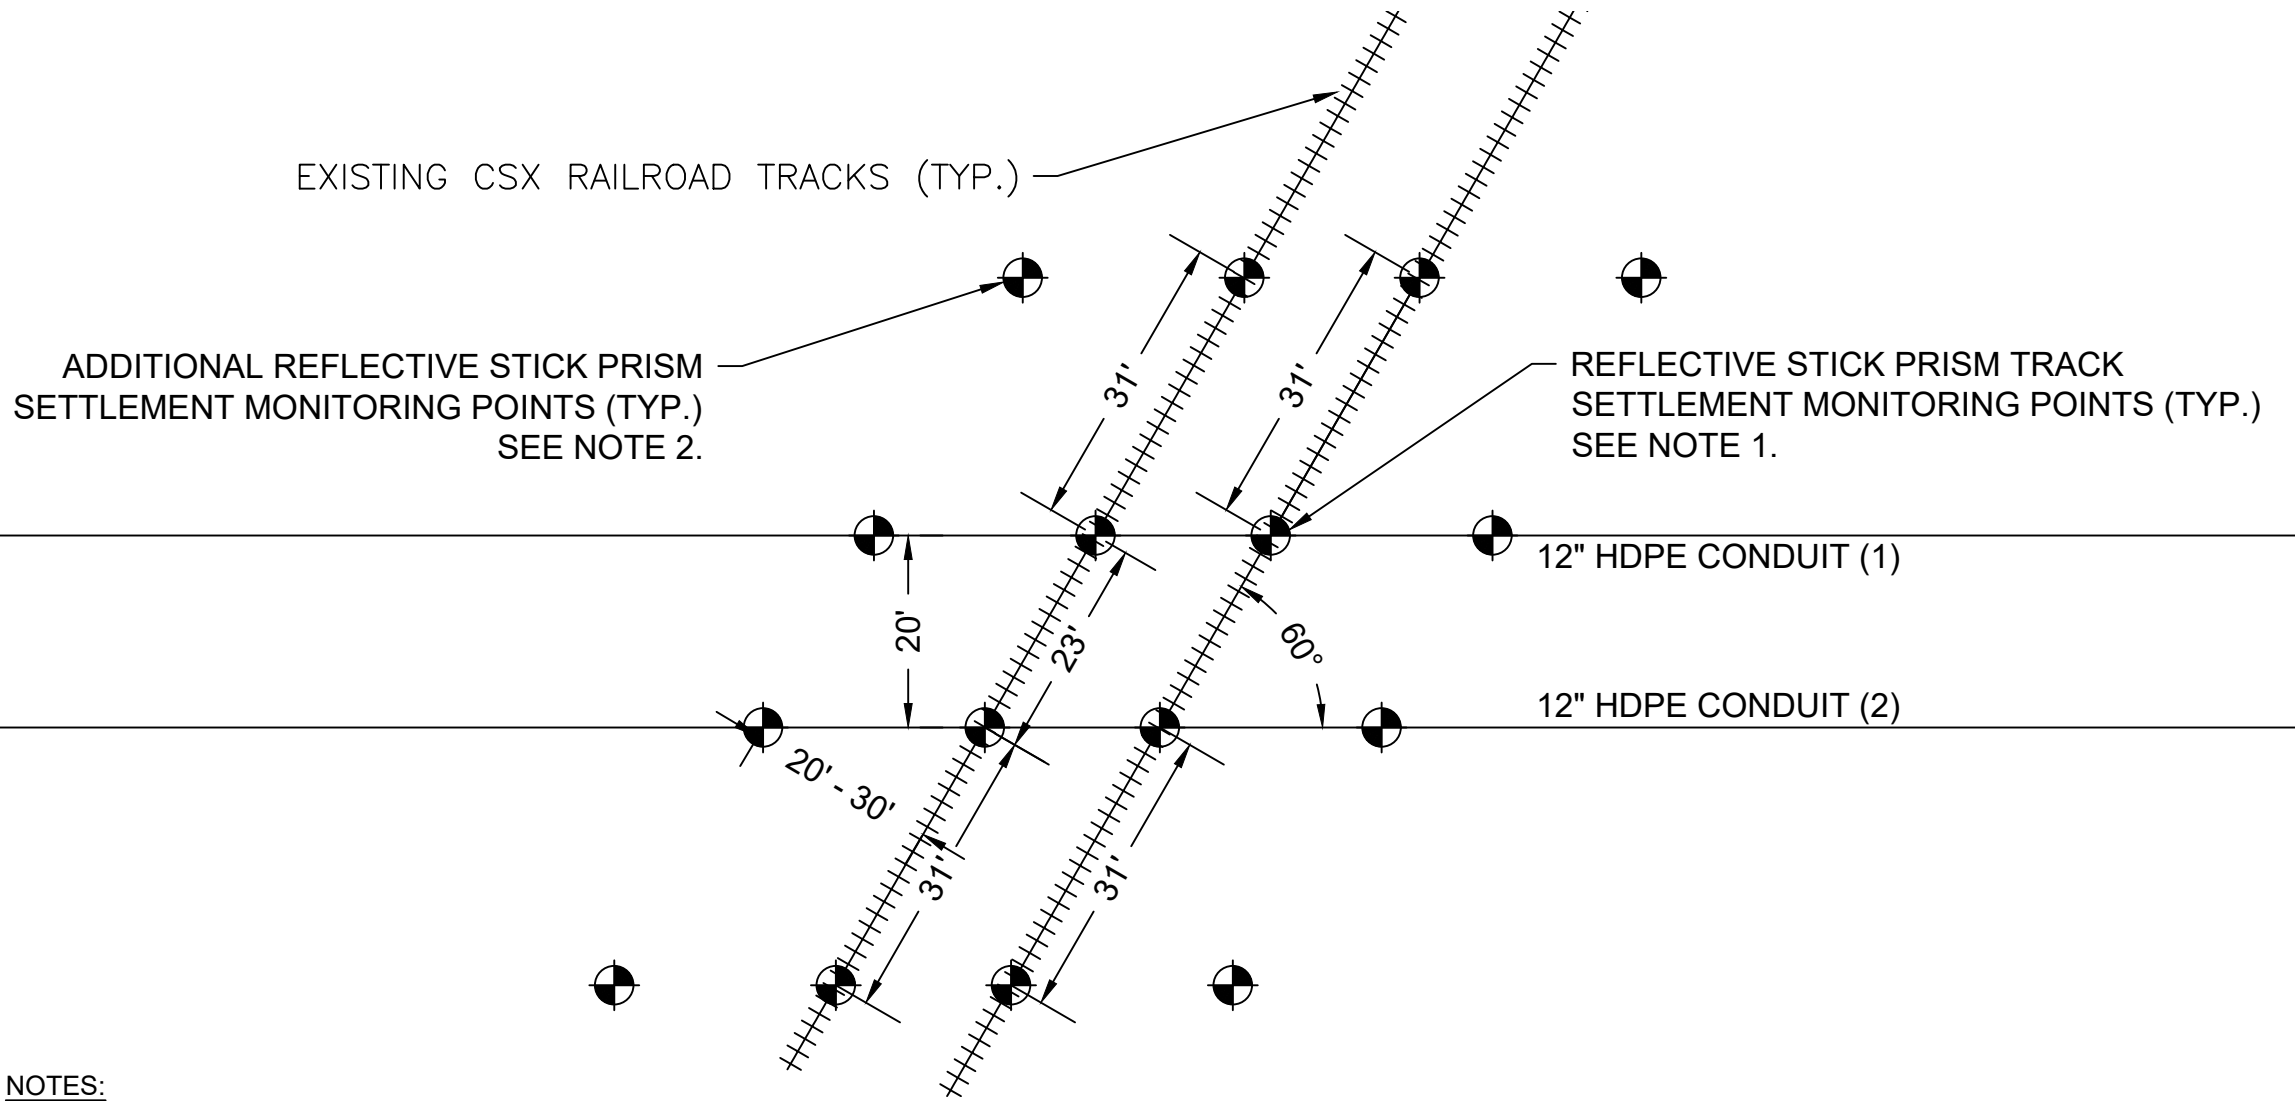 EXISTING CSX RAILROAD TRACKS (TYP.)
ADDITIONAL REFLECTIVE STICK PRISM
SETTLEMENT MONITORING POINTS (TYP.)
SEE NOTE 2.
31'
31'
REFLECTIVE STICK PRISM TRACK
SETTLEMENT MONITORING POINTS (TYP.)
SEE NOTE 1.
12" HDPE CONDUIT (1)
20'
23'
60°
12" HDPE CONDUIT (2)
20' - 30'
31'
31'
NOTES: